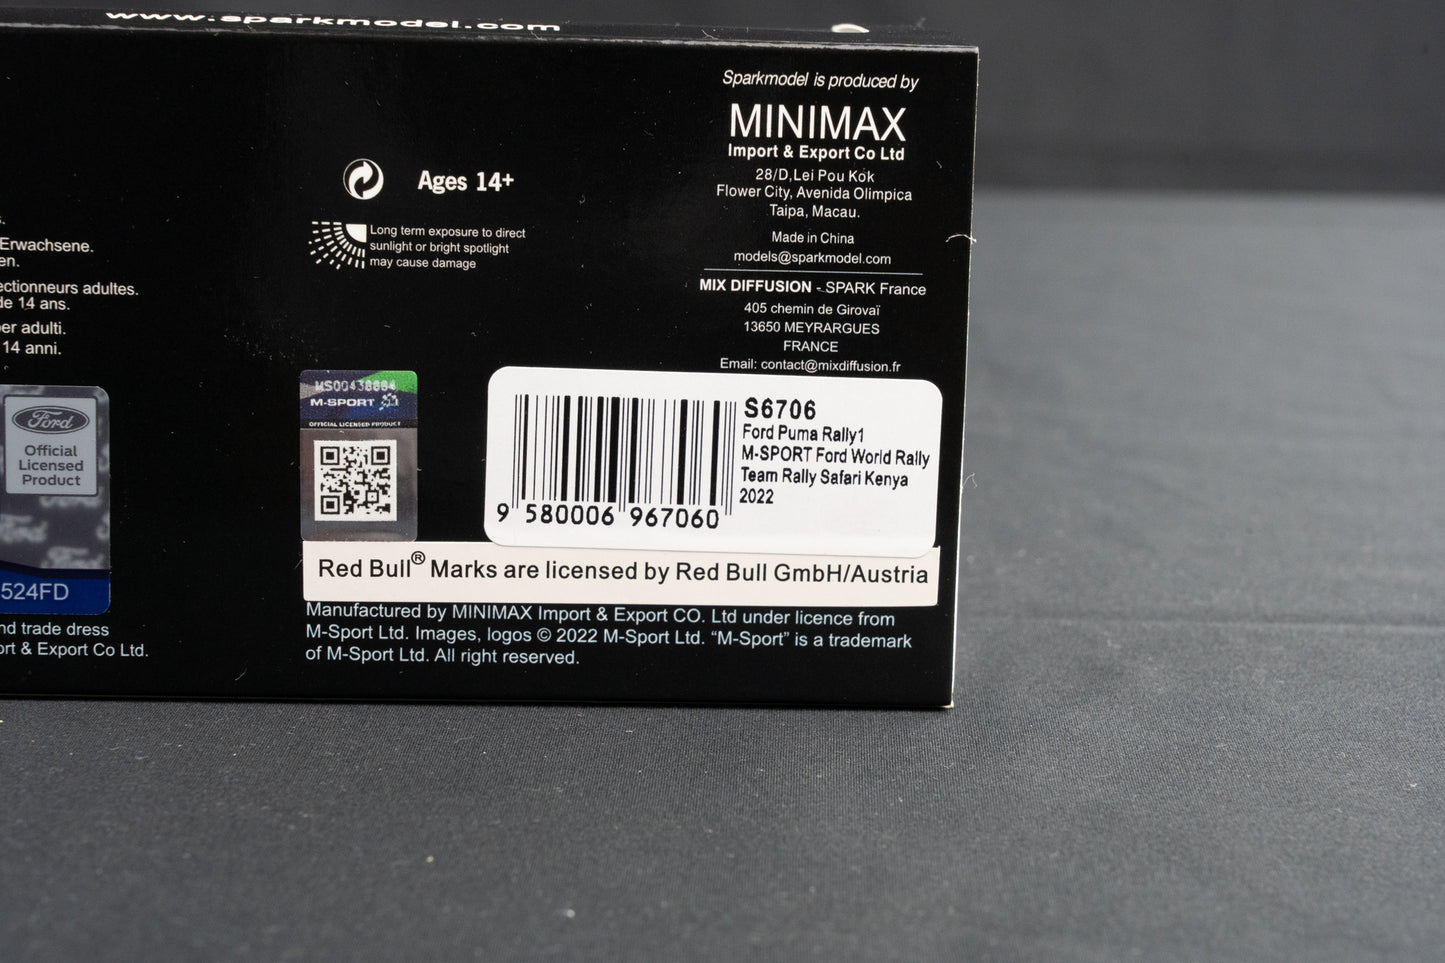 www.sparkmodel.com
Sparkmodel is produced by
MINIMAX
Import & Export Co Ltd
28/D,Lei Pou Kok
Flower City, Avenida Olimpica
Taipa, Macau.
Made in China
models@sparkmodel.com
MIX DIFFUSION - SPARK France
405 chemin de Girovaï
13650 MEYRARGUES
FRANCE
Email: contact@mixdiffusion.fr
Ages 14+
Long term exposure to direct
sunlight or bright spotlight
may cause damage
Erwachsene.
en.
ectionneurs adultes.
de 14 ans.
er adulti.
14 anni.
Ford
Official
Licensed
Product
Ford
524FD
nd trade dress
ort & Export Co Ltd.
M-SPORT
OFFICIAL LICENSED PRODUCT
S6706
Ford Puma Rally1
M-SPORT Ford World Rally
Team Rally Safari Kenya
2022
9 580006 967060
Red Bull® Marks are licensed by Red Bull GmbH/Austria
Manufactured by MINIMAX Import & Export CO. Ltd under licence from
M-Sport Ltd. Images, logos © 2022 M-Sport Ltd. “M-Sport” is a trademark
of M-Sport Ltd. All right reserved.